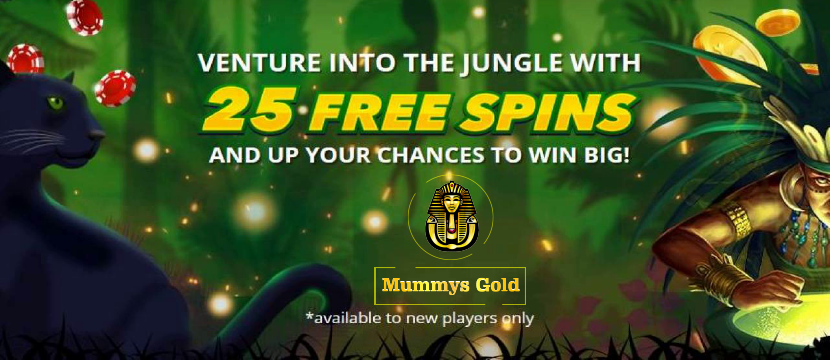 VENTURE INTO THE JUNGLE WITH
25 FREE SPINS
AND UP YOUR CHANCES TO WIN BIG!
Mummys Gold
*available to new players only